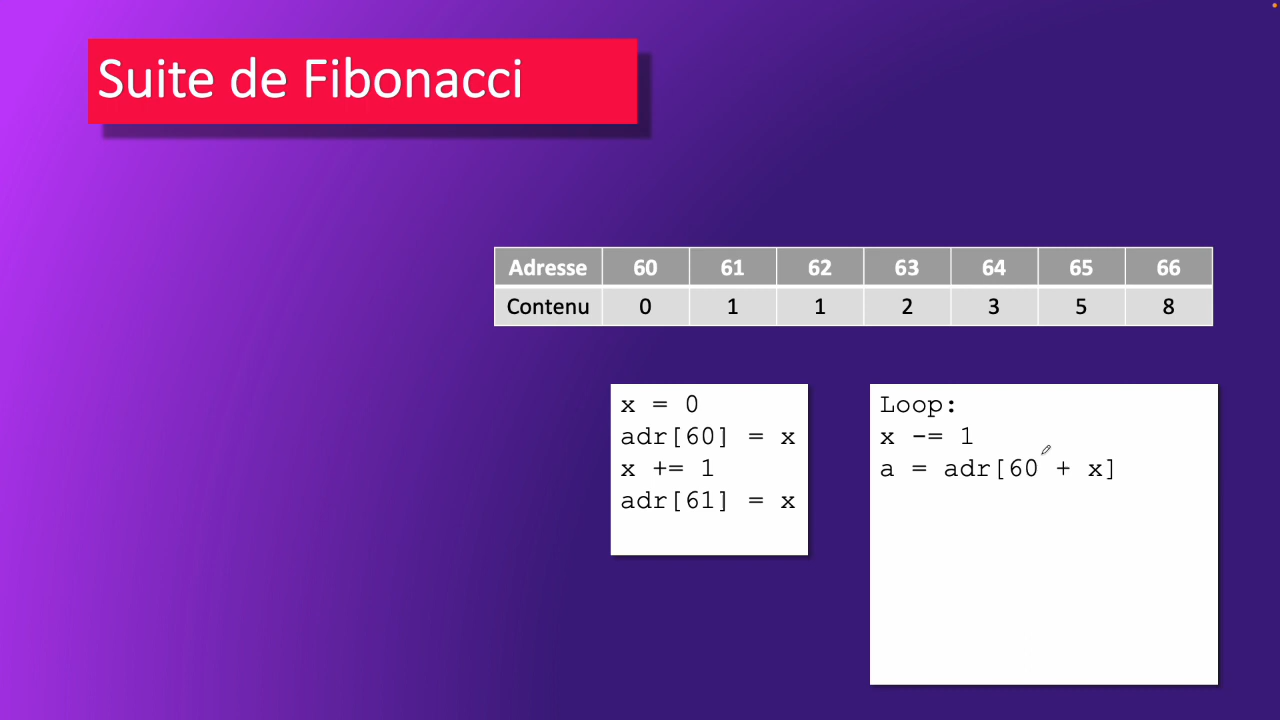 Suite de Fibonacci
Adresse 60 61 62 63 64 65 66
Contenu 0 1 1 2 3 5 8
x = 0
adr[60] = x
x += 1
adr[61] = x
Loop:
x -= 1
a = adr[60 + x]